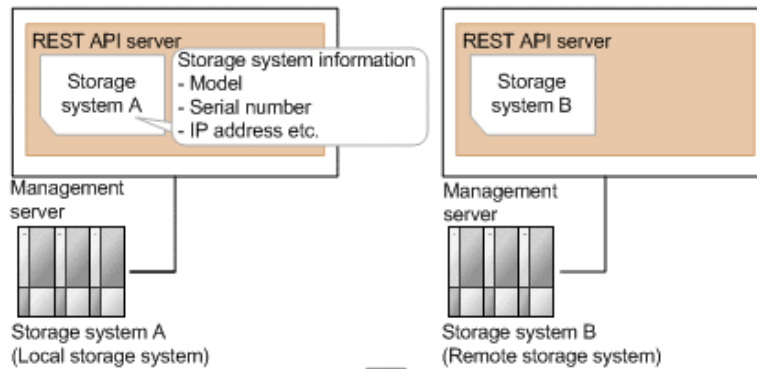 REST API server
Storage system information
- Model
- Serial number
- IP address etc.
Storage
system A
Management
server
Storage system A
(Local storage system)
REST API server
Storage
system B
Management
server
Storage system B
(Remote storage system)